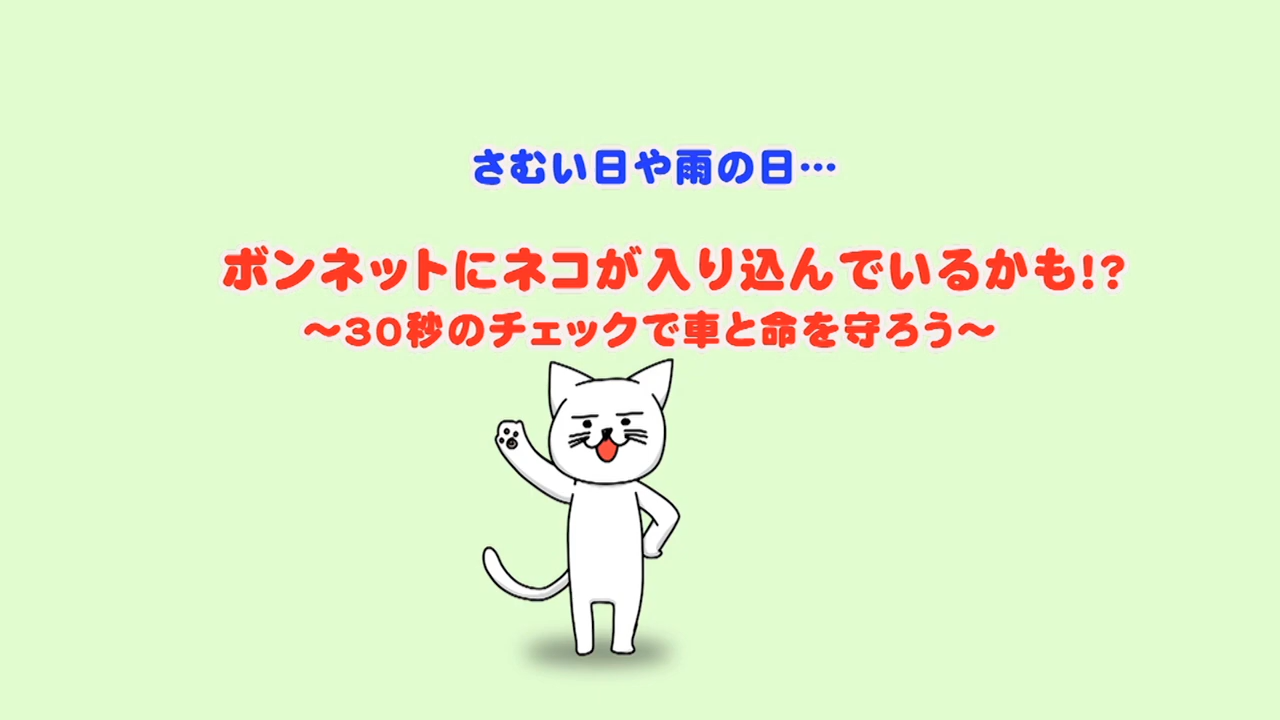 さむい日や雨の日…
ボンネットにネコが入り込んでいるかも!?
～30秒のチェックで車と命を守ろう～